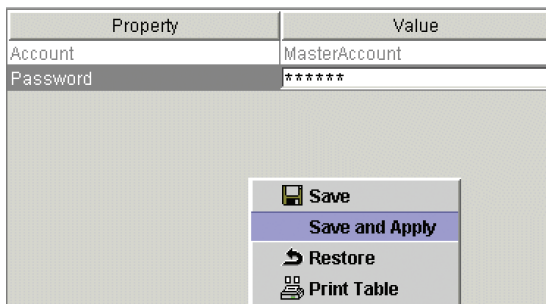 Property Value
Account MasterAccount
Password ******
Save
Save and Apply
Restore
Print Table